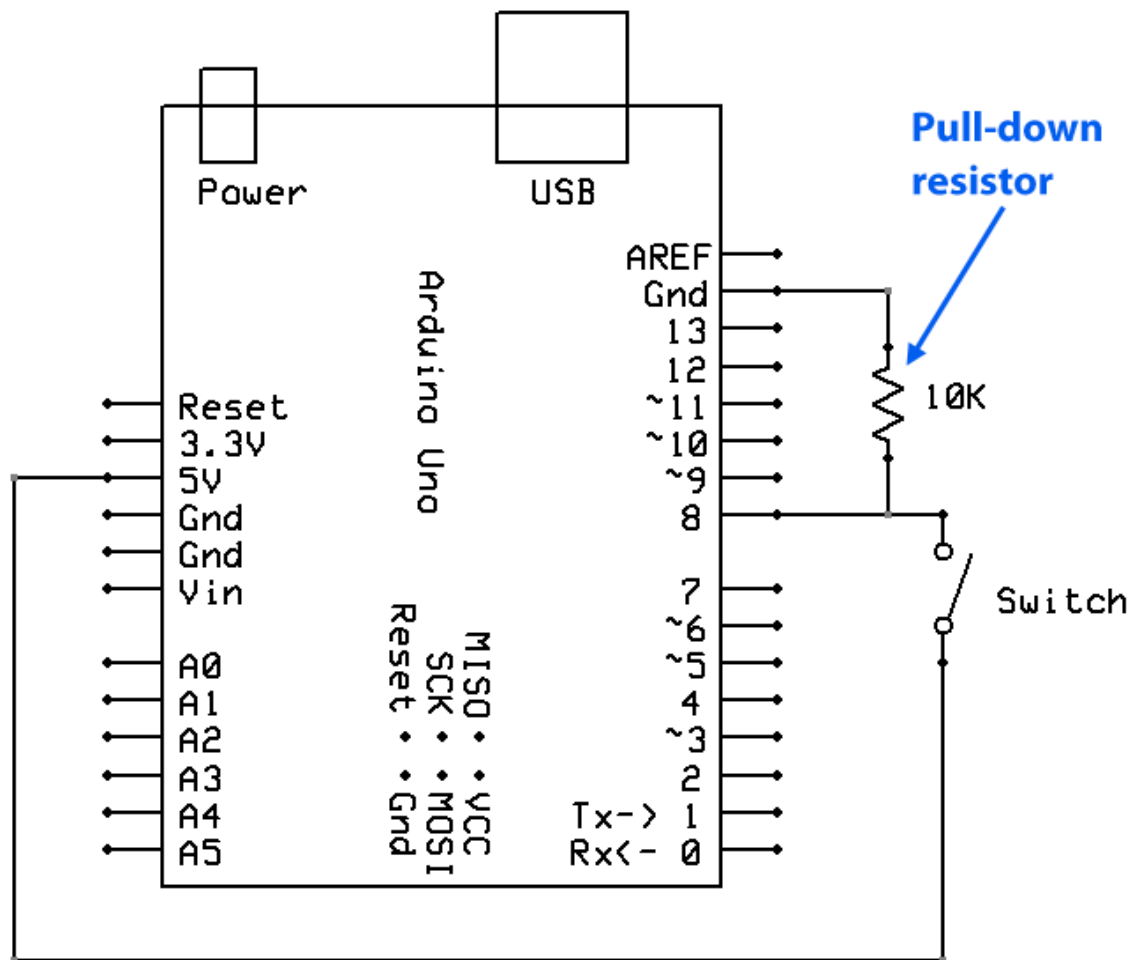 Power
USB
Pull-down
resistor
Arduino Uno
AREF
Gnd
13
12
~11
~10
~9
8
7
~6
~5
4
~3
2
Tx-> 1
Rx<- 0
10K
Switch
Reset
3.3V
5V
Gnd
Gnd
Vin
A0
A1
A2
A3
A4
A5
MISO
VCC
SCK
MOSI
Reset
Gnd